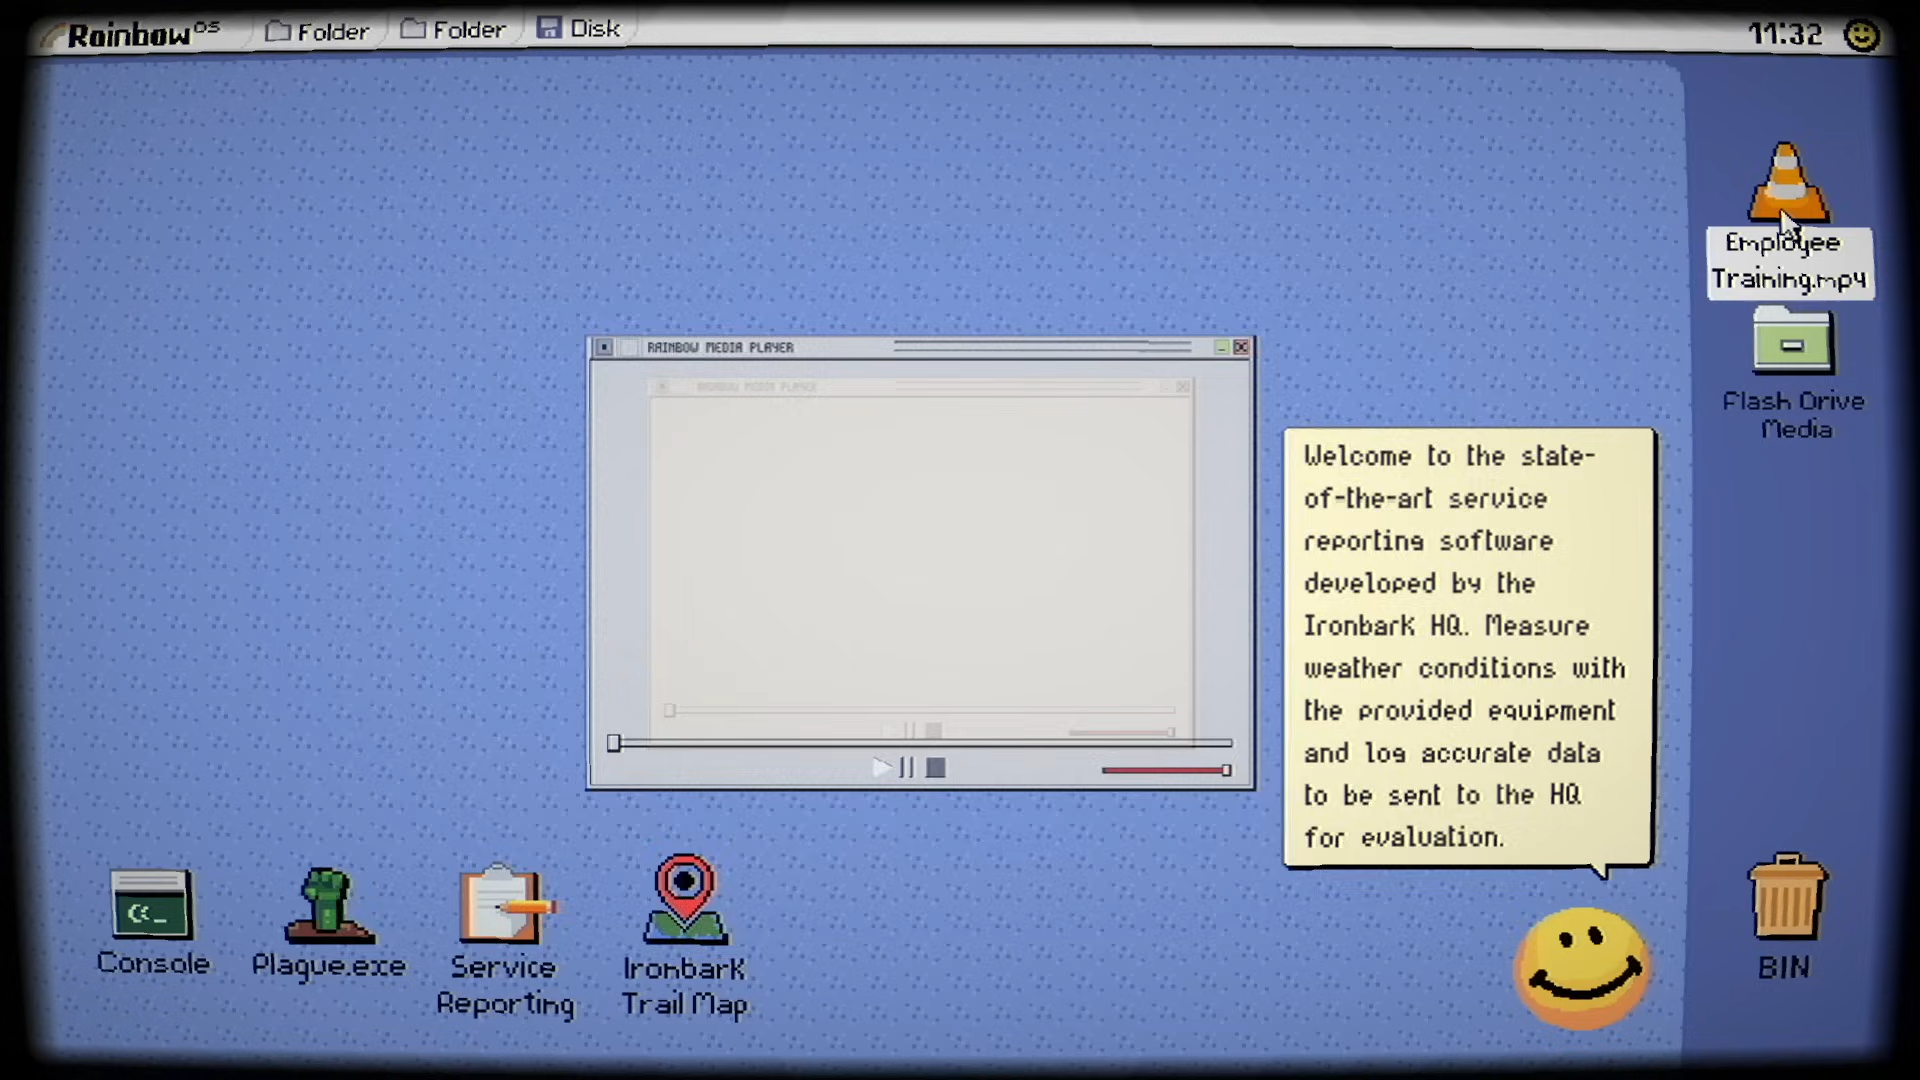 RainbowOS
Folder
Folder
Disk
11:32
Employee
Training.mp4
Flash Drive
Media
RAINBOW MEDIA PLAYER
RAINBOW MEDIA PLAYER
Welcome to the state-
of-the-art service
reporting software
developed by the
Ironbark HQ. Measure
weather conditions with
the provided equipment
and log accurate data
to be sent to the HQ
for evaluation.
Console
Plague.exe
Service
Reporting
Ironbark
Trail Map
BIN